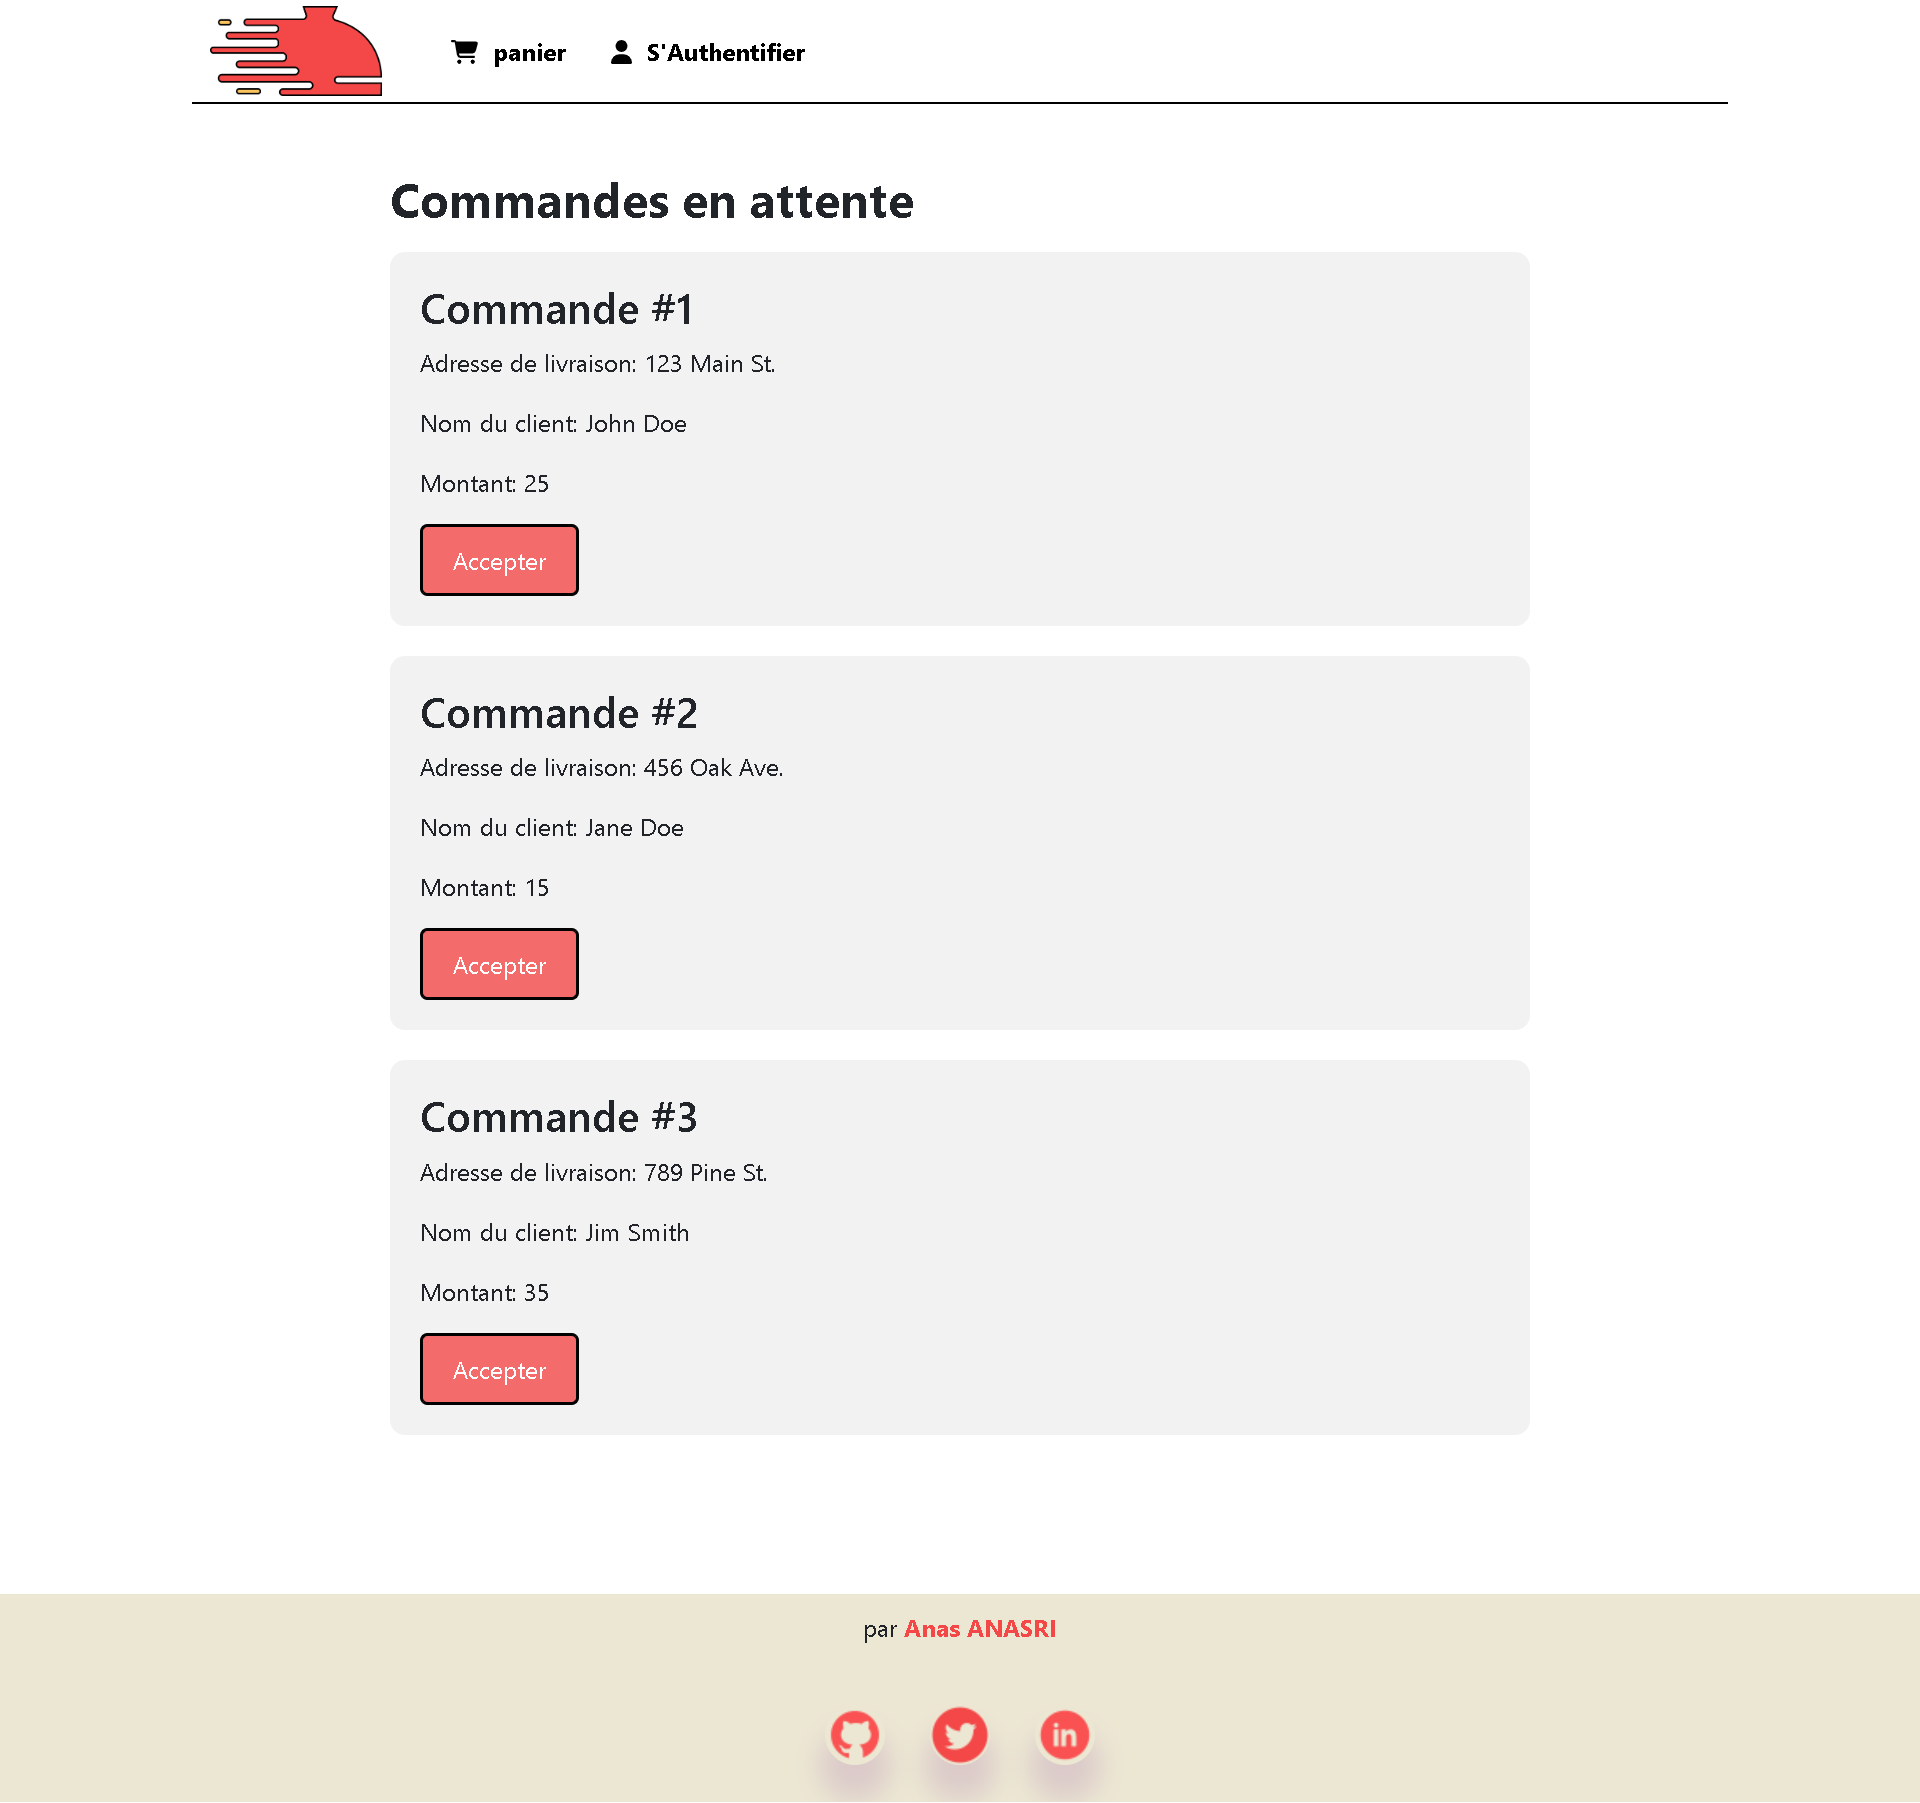 panier S'Authentifier
Commandes en attente
Commande #1
Adresse de livraison: 123 Main St.
Nom du client: John Doe
Montant: 25
Accepter
Commande #2
Adresse de livraison: 456 Oak Ave.
Nom du client: Jane Doe
Montant: 15
Accepter
Commande #3
Adresse de livraison: 789 Pine St.
Nom du client: Jim Smith
Montant: 35
Accepter
par Anas ANASRI
in